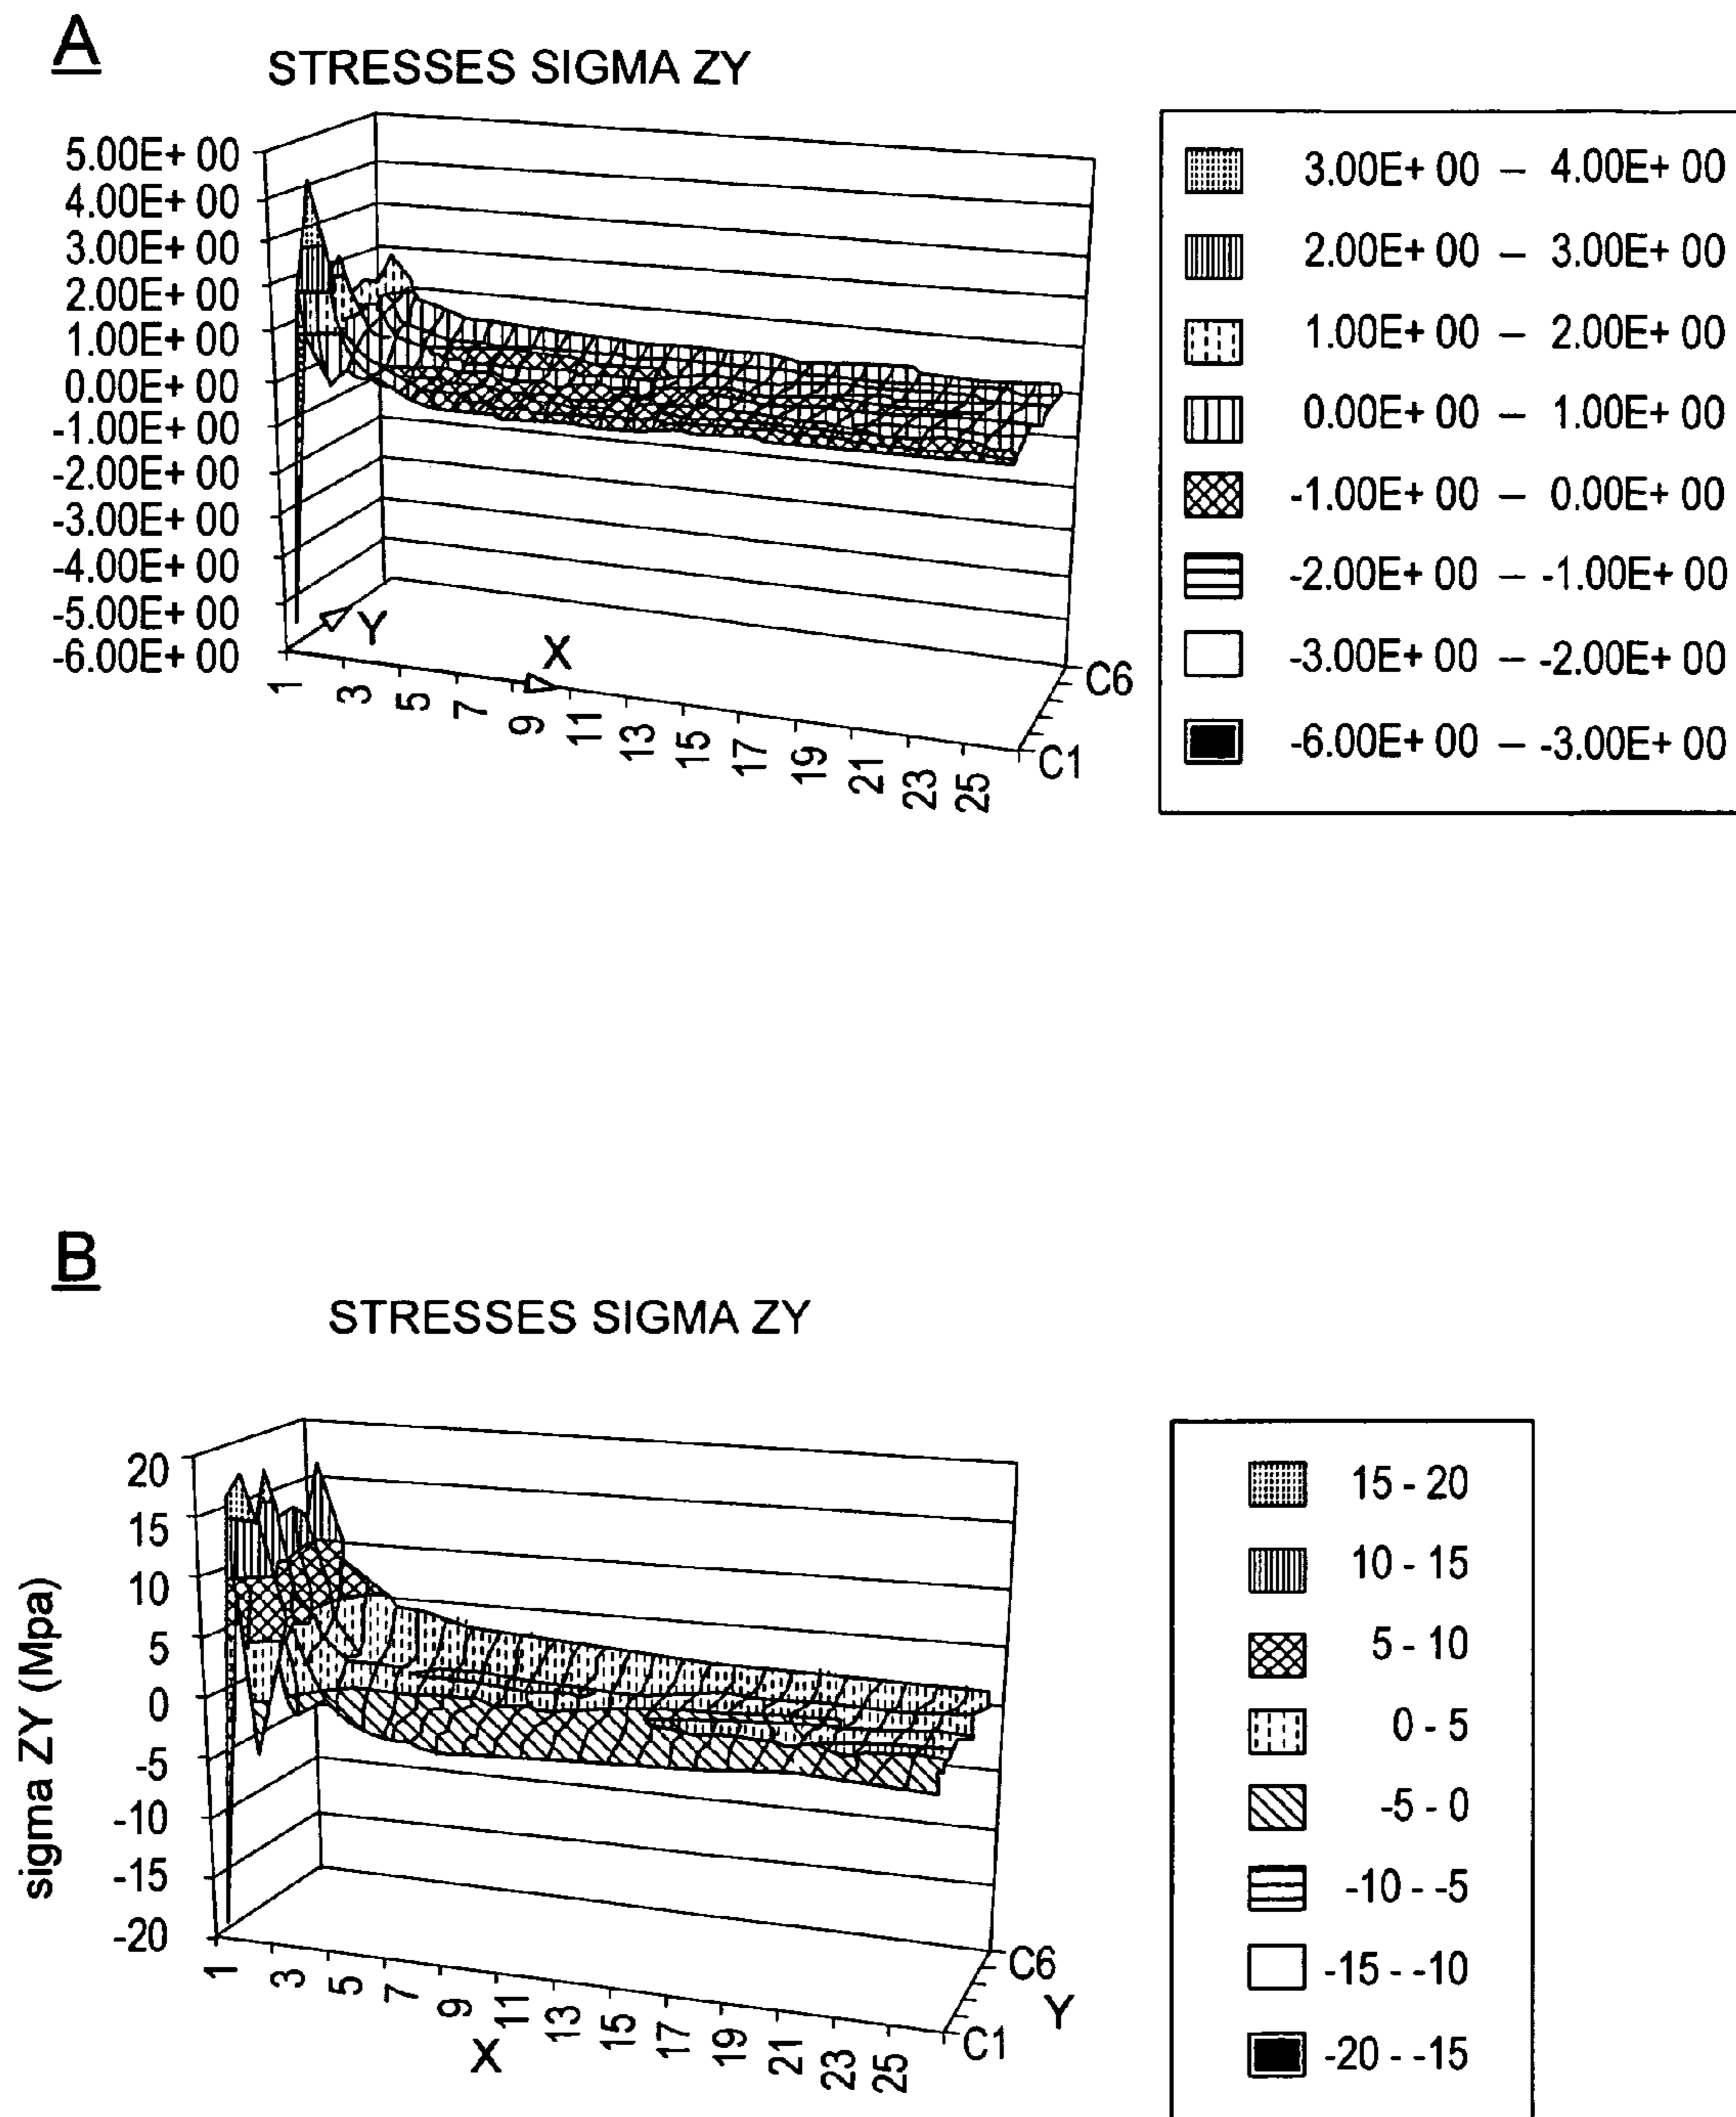 A
STRESSES SIGMA ZY
5.00E+ 00
4.00E+ 00
3.00E+ 00
2.00E+ 00
1.00E+ 00
0.00E+ 00
-1.00E+ 00
-2.00E+ 00
-3.00E+ 00
-4.00E+ 00
-5.00E+ 00
-6.00E+ 00
Y
X
1 3 5 7 9 11 13 15 17 19 21 23 25
C6
C1
3.00E+ 00 – 4.00E+ 00
2.00E+ 00 – 3.00E+ 00
1.00E+ 00 – 2.00E+ 00
0.00E+ 00 – 1.00E+ 00
-1.00E+ 00 – 0.00E+ 00
-2.00E+ 00 – -1.00E+ 00
-3.00E+ 00 – -2.00E+ 00
-6.00E+ 00 – -3.00E+ 00
B
STRESSES SIGMA ZY
sigma ZY (Mpa)
20
15
10
5
0
-5
-10
-15
-20
1 3 5 7 9 11 13 15 17 19 21 23 25
X
C6
Y
C1
15 - 20
10 - 15
5 - 10
0 - 5
-5 - 0
-10 - -5
-15 - -10
-20 - -15